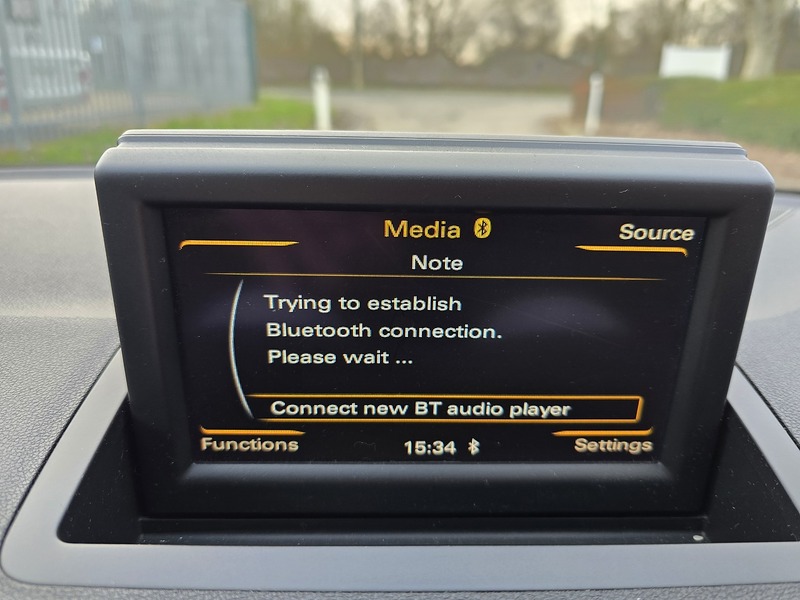 Media
Source
Note
Trying to establish
Bluetooth connection.
Please wait ...
Connect new BT audio player
Functions
15:34
Settings